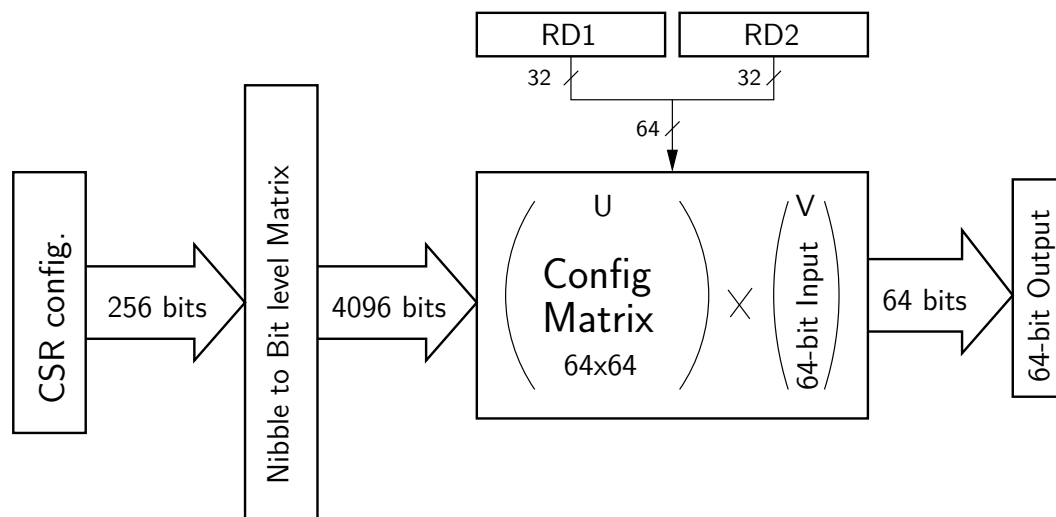 RD1
RD2
32
32
64
CSR config.
256 bits
Nibble to Bit level Matrix
4096 bits
U
Config
Matrix
64x64
V
64-bit Input
64 bits
64-bit Output